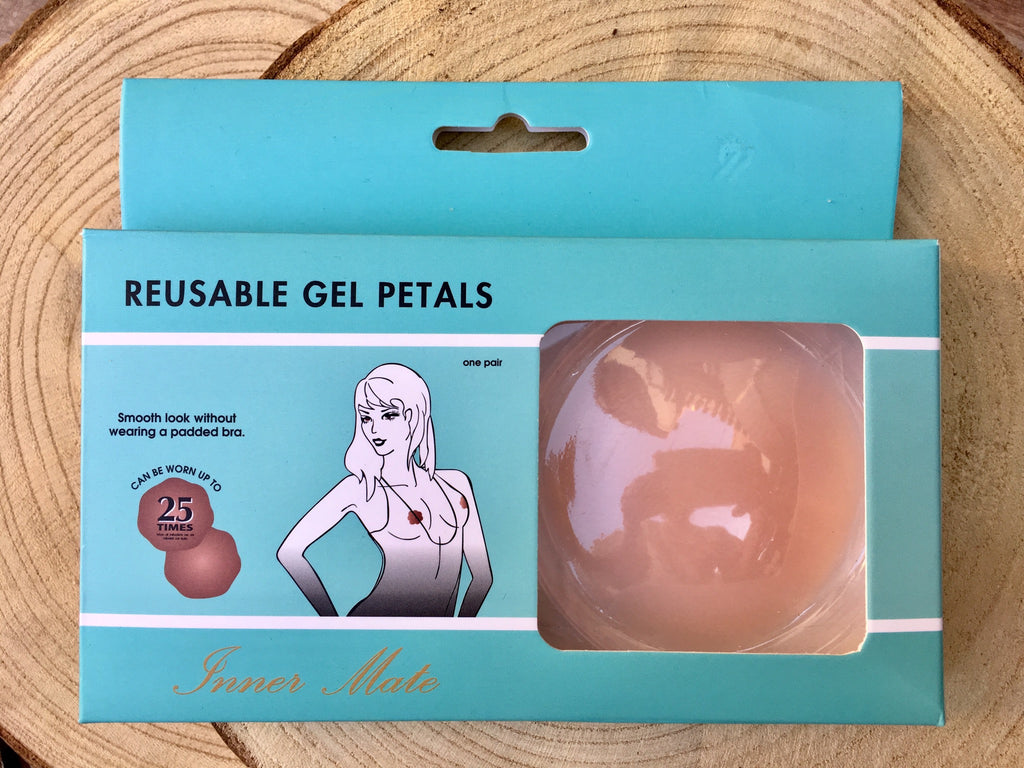 REUSABLE GEL PETALS
one pair
Smooth look without
wearing a padded bra.
CAN BE WORN UP TO
25
TIMES
Inner Mate